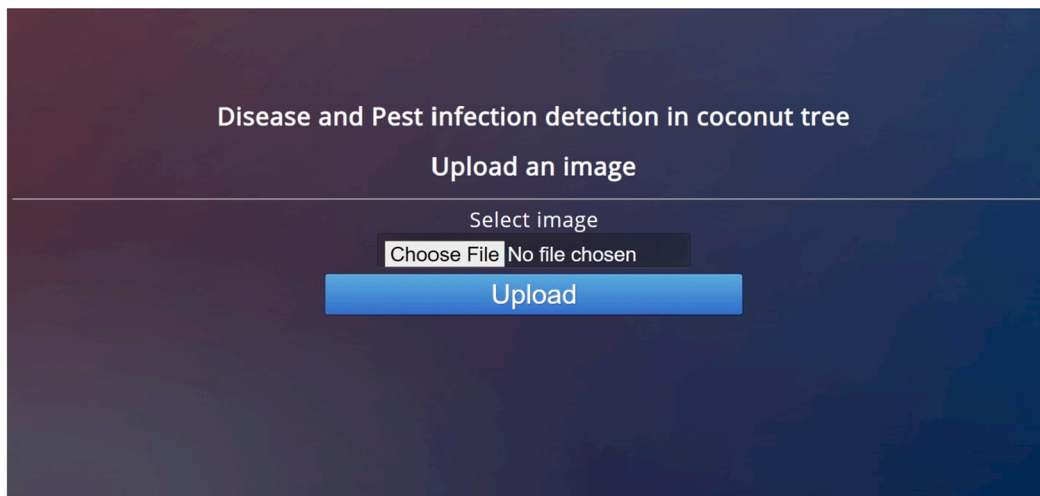 Disease and Pest infection detection in coconut tree
Upload an image
Select image
Choose File No file chosen
Upload